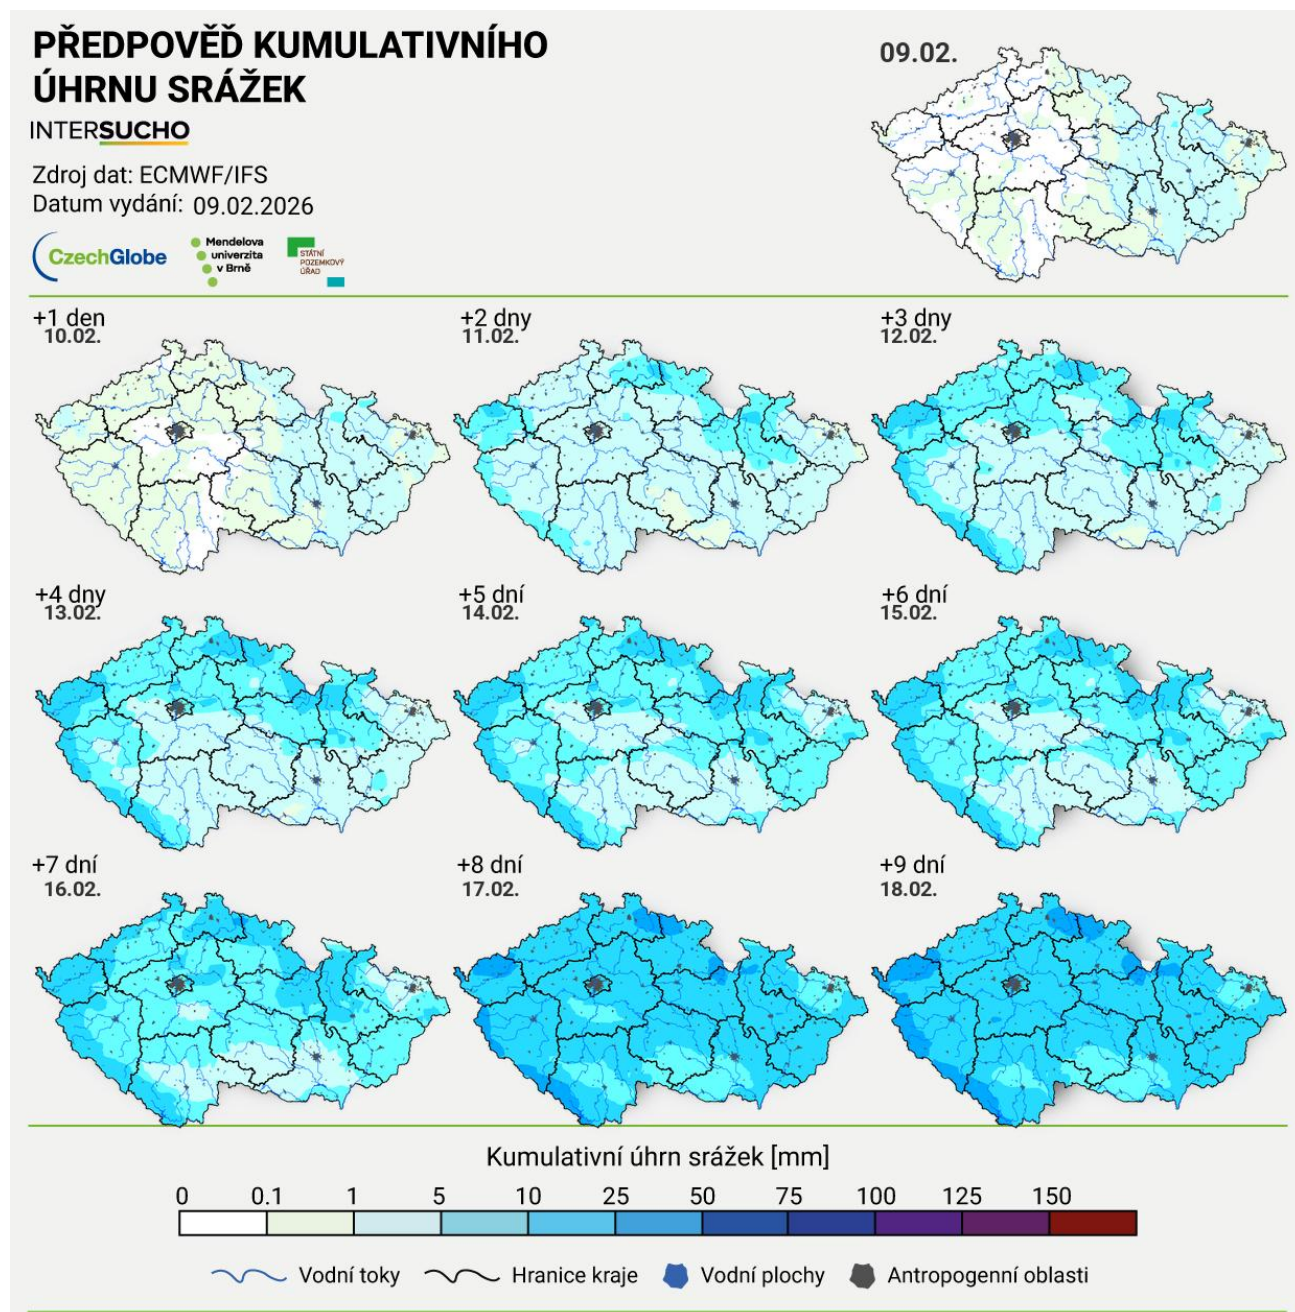 PŘEDPOVĚĎ KUMULATIVNÍHO
ÚHRNU SRÁŽEK
INTERSUCHO
Zdroj dat: ECMWF/IFS
Datum vydání: 09.02.2026
CzechGlobe
Mendelova
univerzita
v Brně
STÁTNÍ
POZEMKOVÝ
ÚŘAD
09.02.
+1 den
10.02.
+2 dny
11.02.
+3 dny
12.02.
+4 dny
13.02.
+5 dní
14.02.
+6 dní
15.02.
+7 dní
16.02.
+8 dní
17.02.
+9 dní
18.02.
Kumulativní úhrn srážek [mm]
0 0.1 1 5 10 25 50 75 100 125 150
Vodní toky Hranice kraje Vodní plochy Antropogenní oblasti